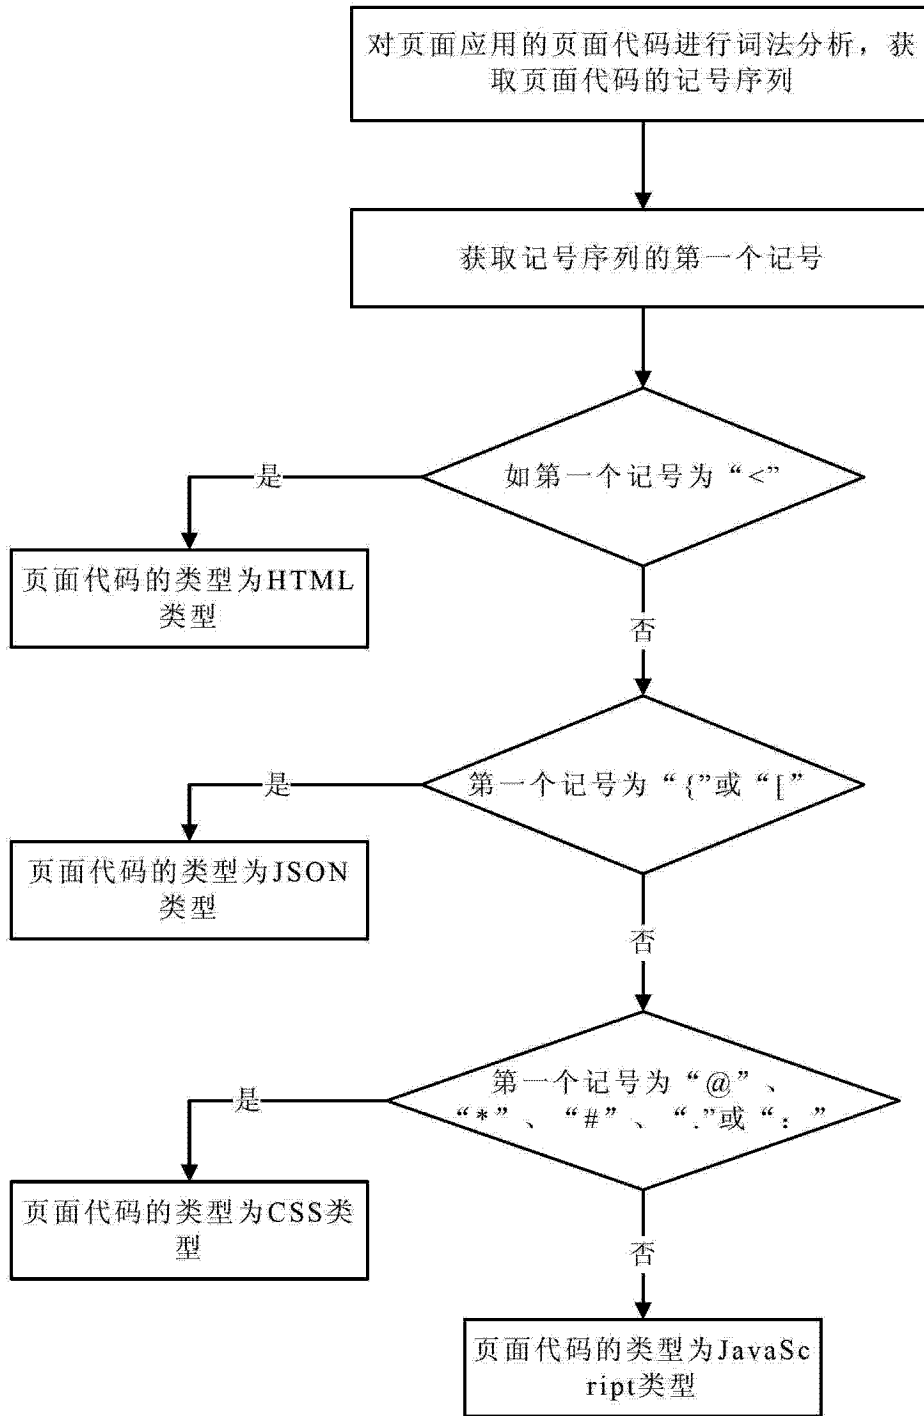 对页面应用的页面代码进行词法分析，获
取页面代码的记号序列
获取记号序列的第一个记号
如第一个记号为“<”
是
页面代码的类型为HTML
类型
否
第一个记号为“{”或“[”
是
页面代码的类型为JSON
类型
否
第一个记号为“@”、
“*”、“#”、“.”或“：”
是
页面代码的类型为CSS类
型
否
页面代码的类型为JavaSc
ript类型